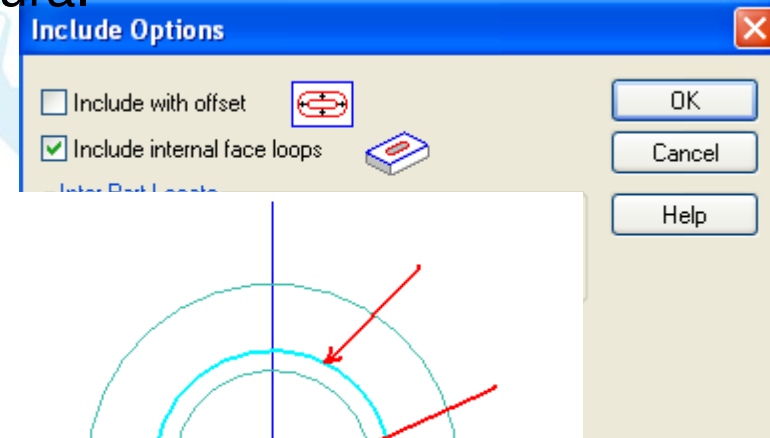 Include Options
Include with offset
OK
Include internal face loops
Cancel
Help